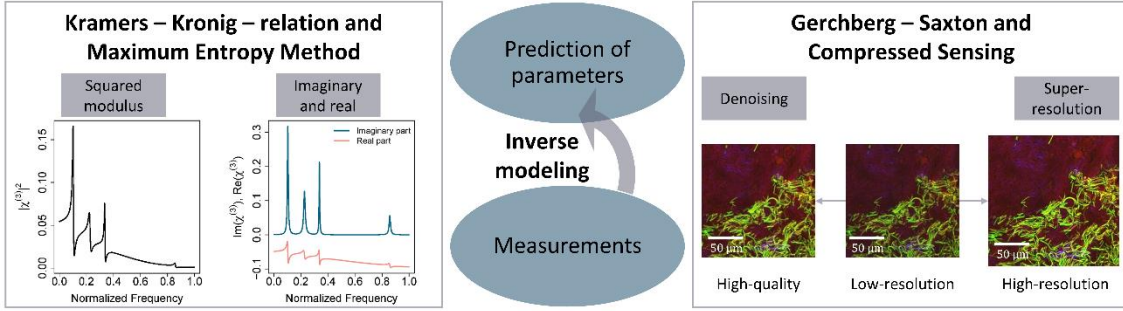 Kramers – Kronig – relation and
Maximum Entropy Method
Squared
modulus
Imaginary
and real
0.15
0.10
0.05
0.00
|χ⁽³⁾|²
0.0 0.2 0.4 0.6 0.8 1.0
Normalized Frequency
0.3
0.2
0.1
0.0
−0.1
Im(χ⁽³⁾), Re(χ⁽³⁾)
Imaginary part
Real part
0.0 0.2 0.4 0.6 0.8 1.0
Normalized Frequency
Prediction of
parameters
Inverse
modeling
Measurements
Gerchberg – Saxton and
Compressed Sensing
Denoising
Super-
resolution
50 μm
50 μm
50 μm
High-quality
Low-resolution
High-resolution